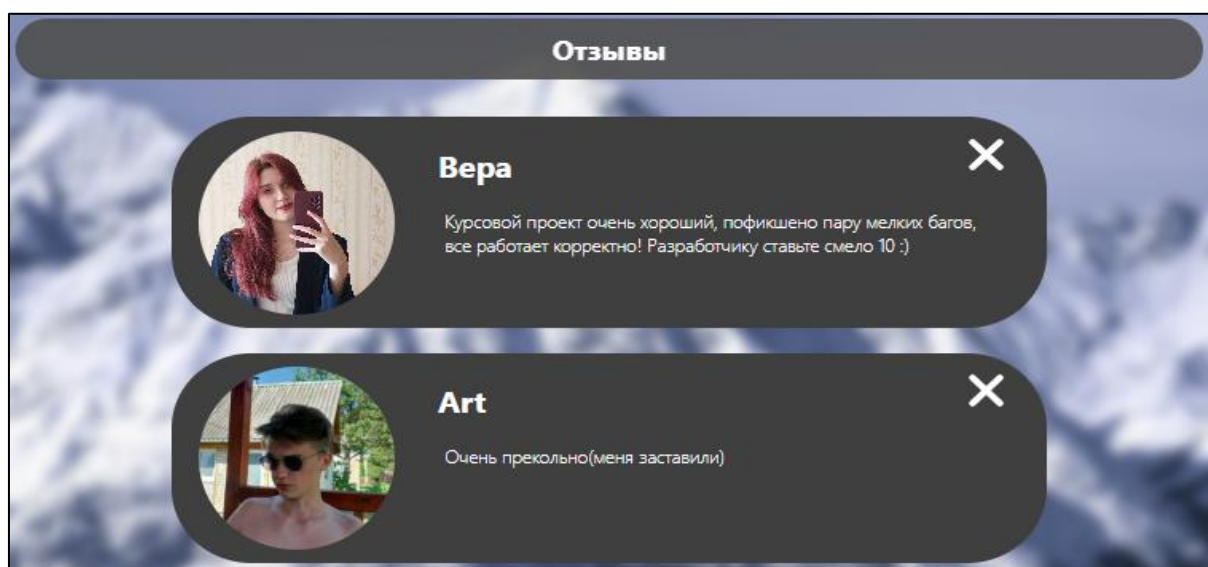 Отзывы
Вера
Курсовой проект очень хороший, пофикшено пару мелких багов,
все работает корректно! Разработчику ставьте смело 10 :)
Art
Очень прекольно(меня заставили)